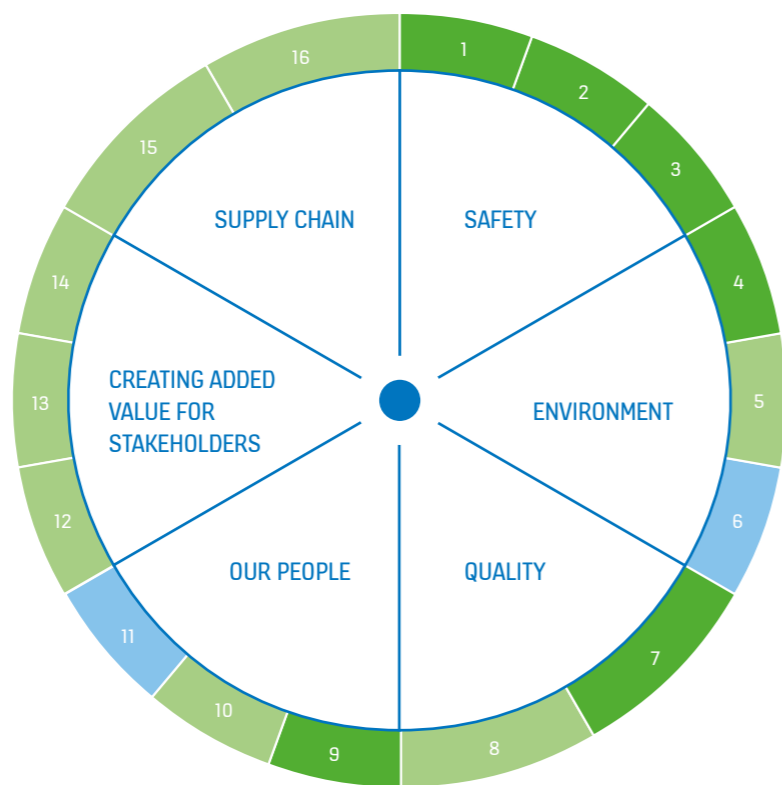 16
1
2
15
3
SUPPLY CHAIN
SAFETY
14
4
CREATING ADDED
VALUE FOR
STAKEHOLDERS
13
5
ENVIRONMENT
12
6
OUR PEOPLE
QUALITY
11
7
10
9
8